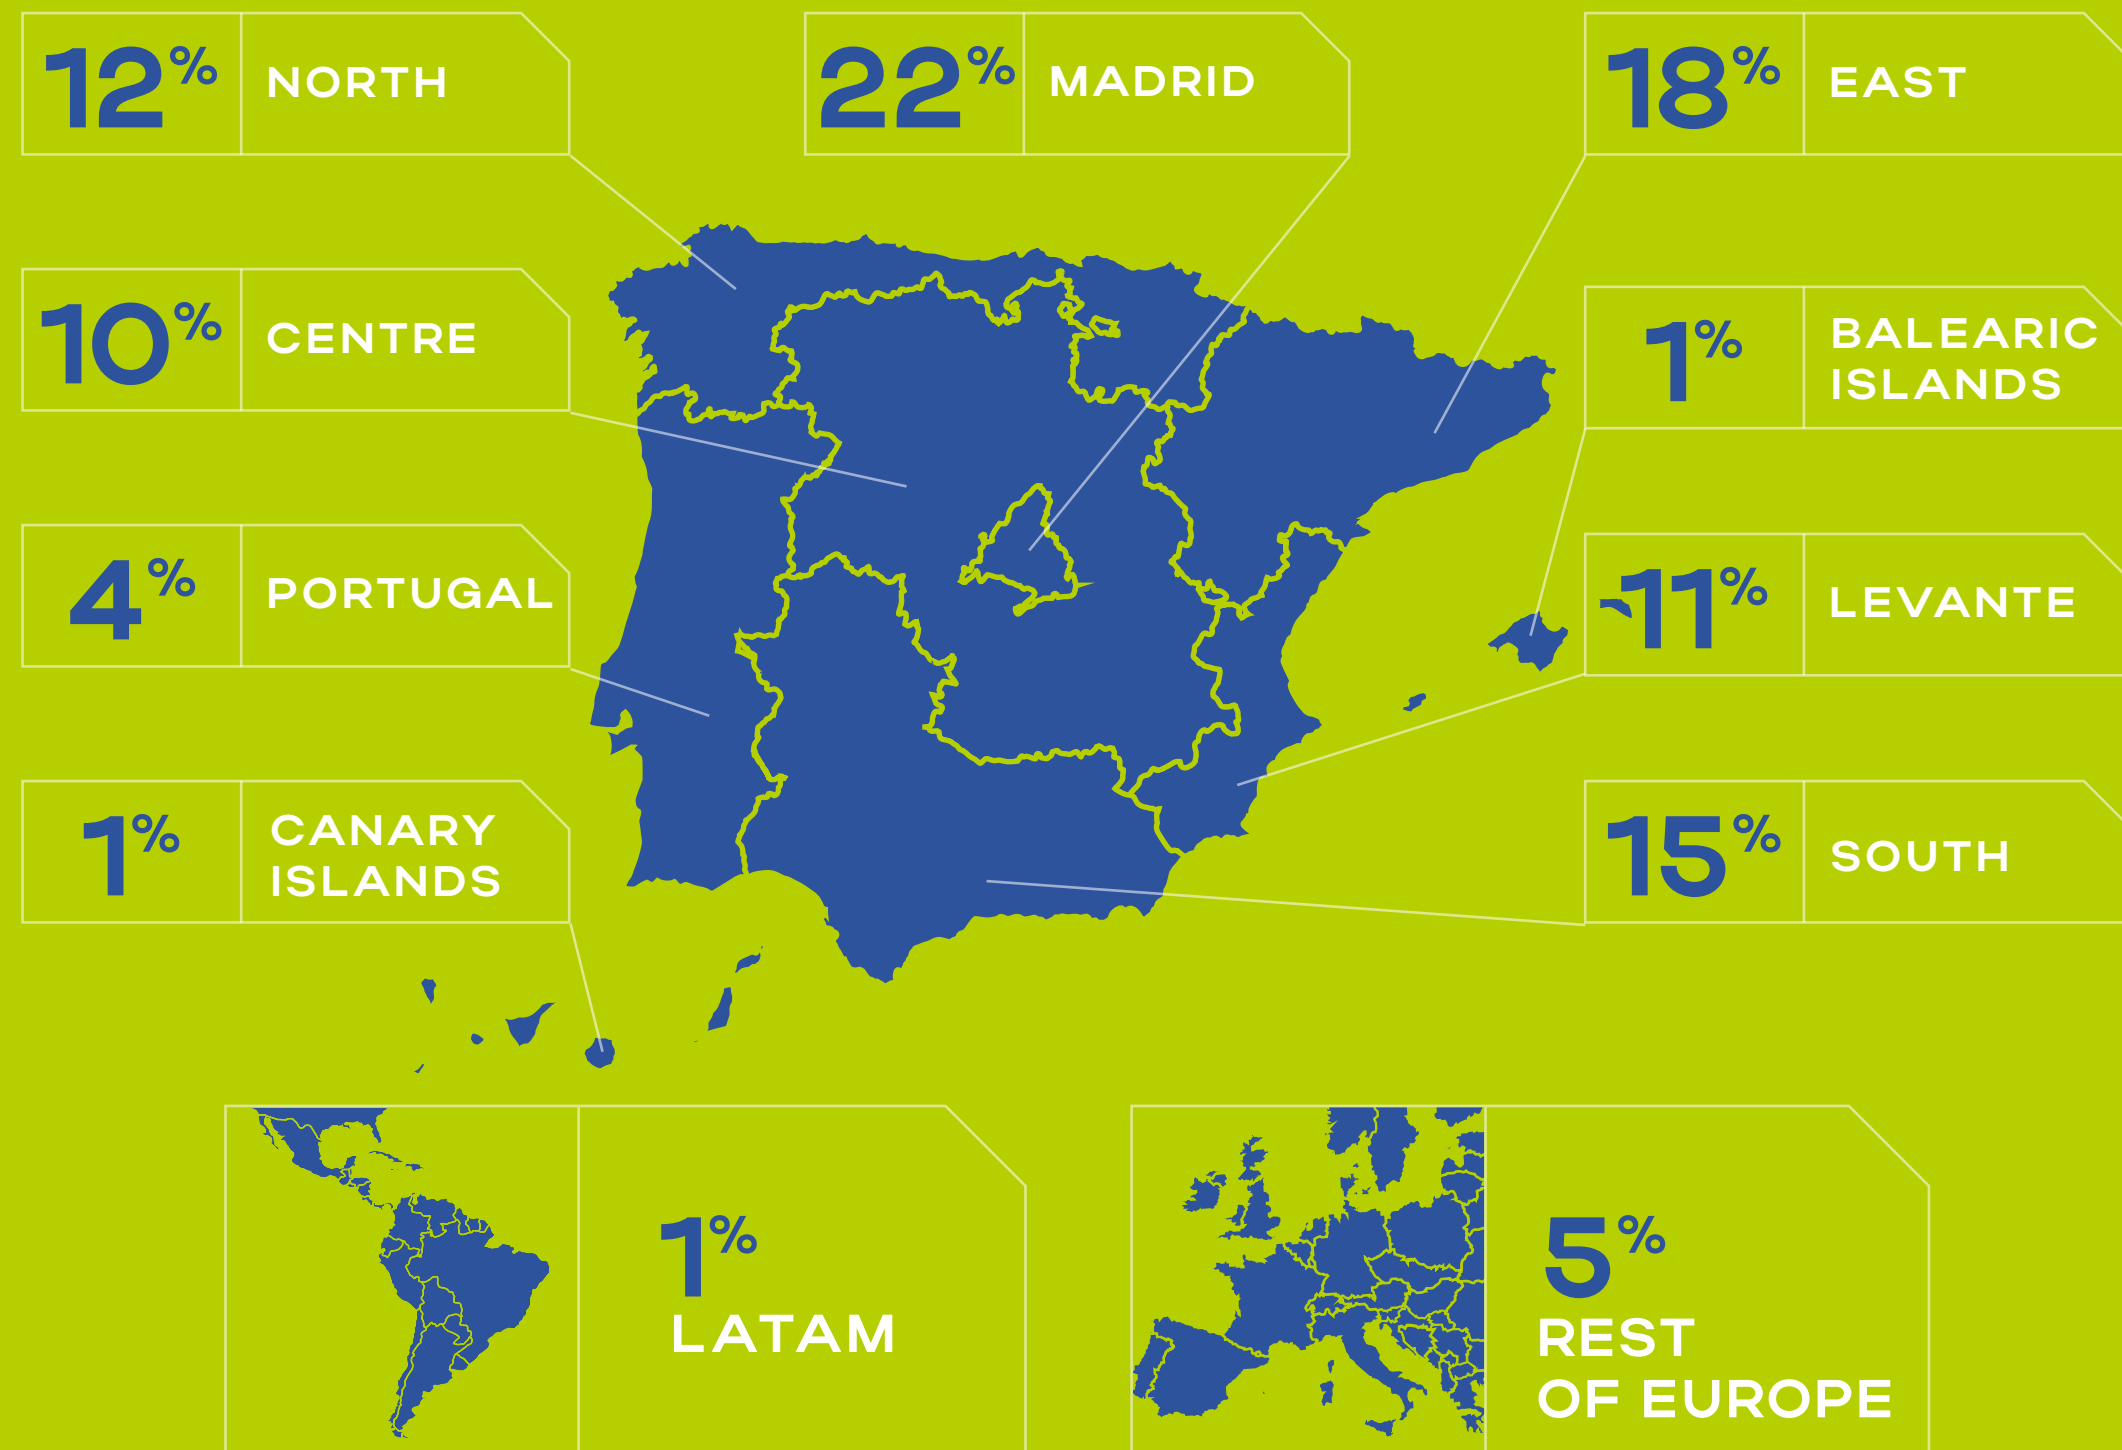 12% NORTH
22% MADRID
18% EAST
10% CENTRE
1% BALEARIC
ISLANDS
4% PORTUGAL
11% LEVANTE
1% CANARY
ISLANDS
15% SOUTH
1%
LATAM
5%
REST
OF EUROPE